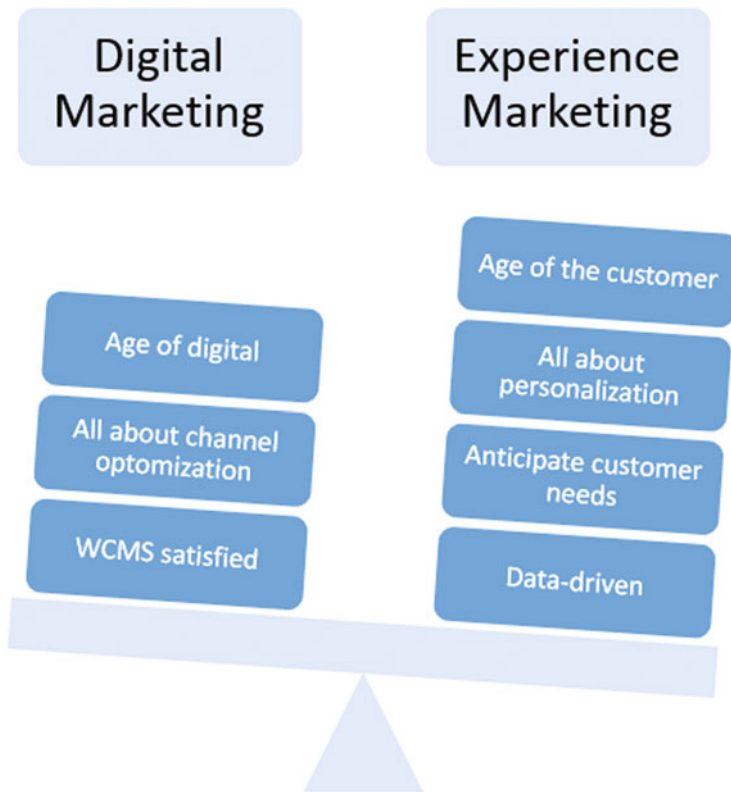 Digital
Marketing
Experience
Marketing
Age of digital
All about channel
optomization
WCMS satisfied
Age of the customer
All about
personalization
Anticipate customer
needs
Data-driven